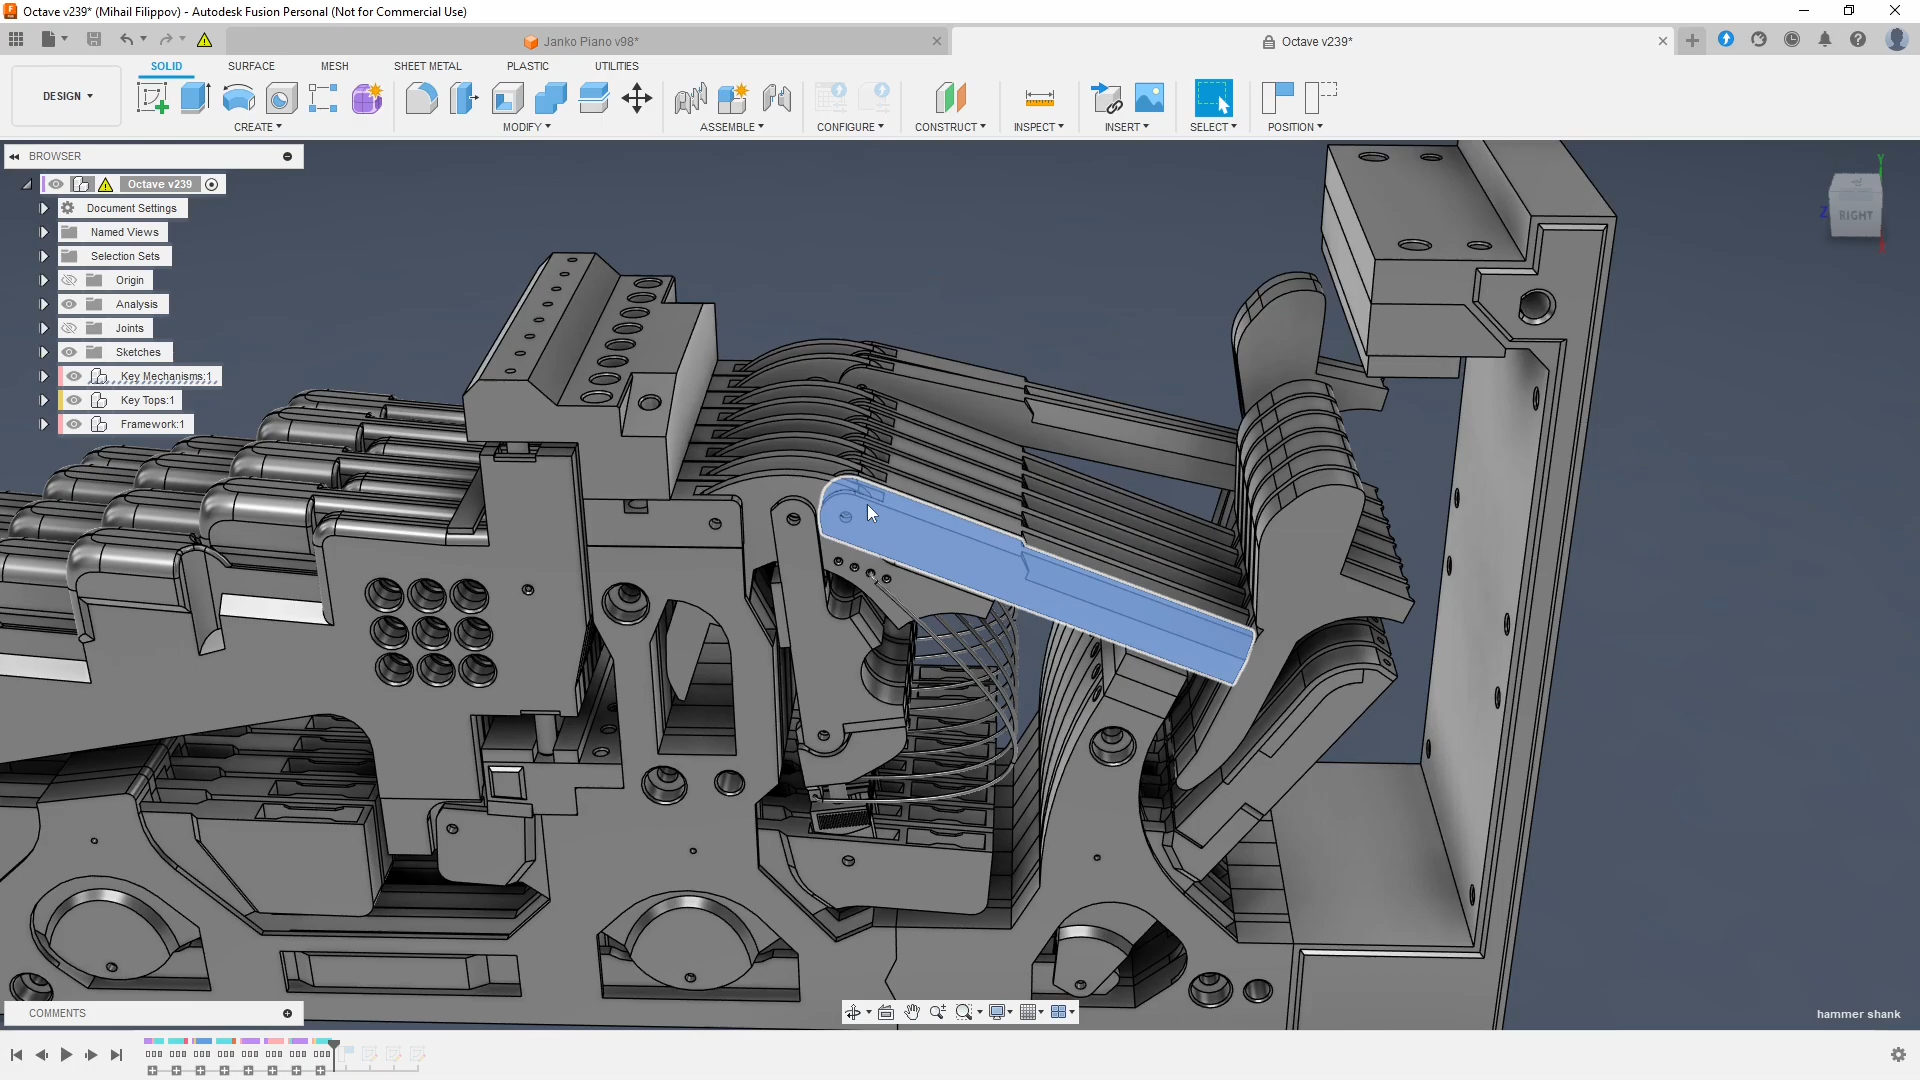 Octave v239* (Mihail Filippov) - Autodesk Fusion Personal (Not for Commercial Use)
Janko Piano v98*
Octave v239*
SOLID
SURFACE
MESH
SHEET METAL
PLASTIC
UTILITIES
DESIGN
CREATE
MODIFY
ASSEMBLE
CONFIGURE
CONSTRUCT
INSPECT
INSERT
SELECT
POSITION
BROWSER
Octave v239
Document Settings
Named Views
Selection Sets
Origin
Analysis
Joints
Sketches
Key Mechanisms:1
Key Tops:1
Framework:1
Y
Z
RIGHT
COMMENTS
hammer shank